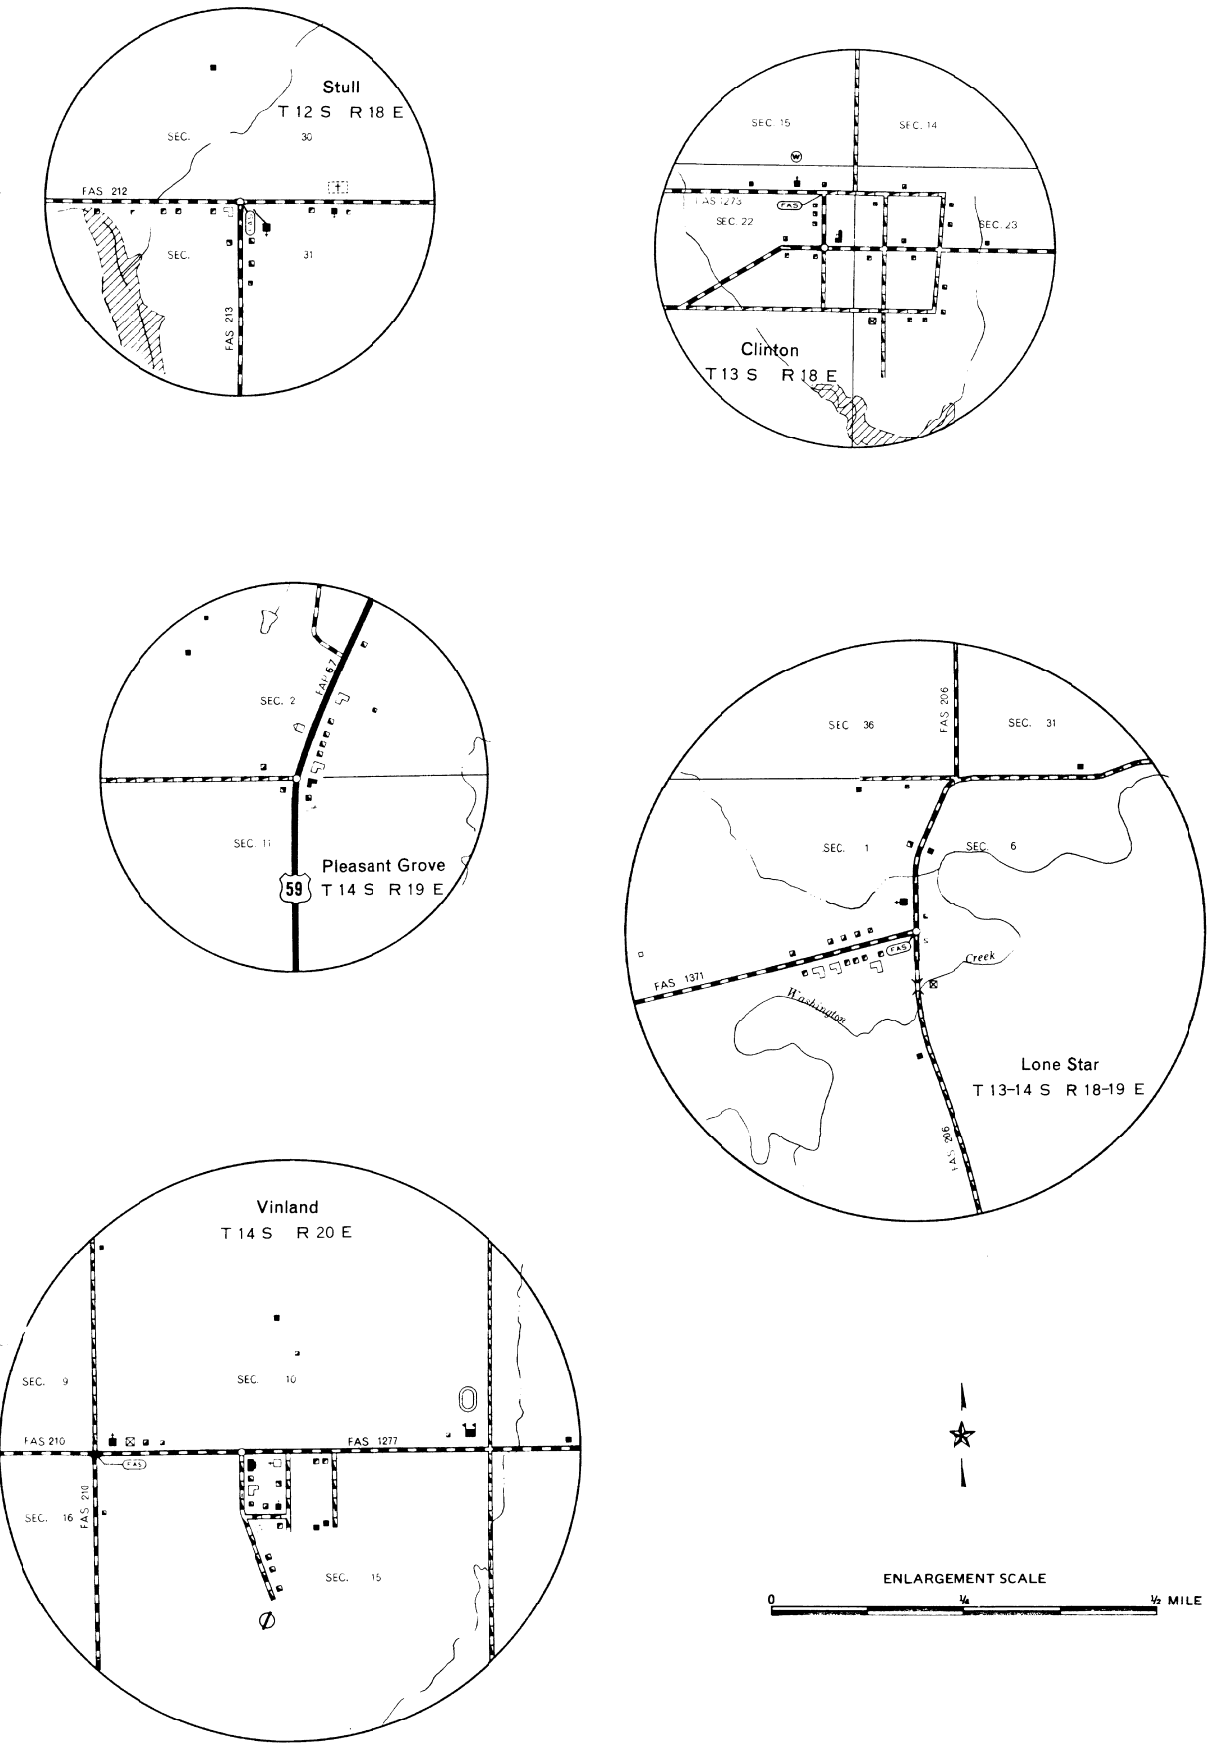 Stull
T 12 S R 18 E
SEC. 30
FAS 212
FAS
SEC. 31
FAS 213
SEC. 15
SEC. 14
W
FAS 1273
FAS
SEC. 22
SEC. 23
Clinton
T 13 S R 18 E
FAP 57
SEC. 2
SEC. 11
Pleasant Grove
59
T 14 S R 19 E
FAS 206
SEC 36
SEC. 31
SEC. 1
SEC. 6
S
FAS
FAS 1371
Creek
Washington
Lone Star
T 13-14 S R 18-19 E
FAS 206
Vinland
T 14 S R 20 E
SEC. 9
SEC. 10
FAS 210
FAS 1277
FAS
FAS 210
SEC. 16
SEC. 15
ENLARGEMENT SCALE
0 ¼ ½ MILE